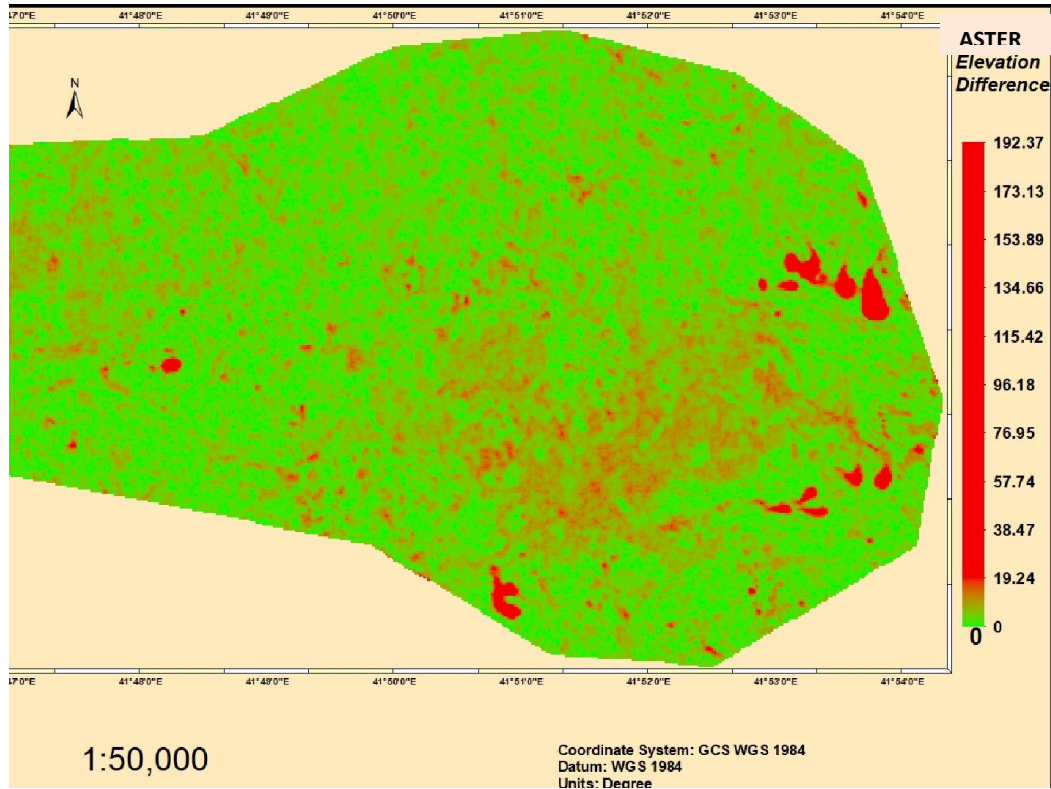 47'0"E 41°48'0"E 41°49'0"E 41°50'0"E 41°51'0"E 41°52'0"E 41°53'0"E 41°54'0"E
ASTER
Elevation
Difference
N
192.37
173.13
153.89
134.66
115.42
96.18
76.95
57.74
38.47
19.24
0
0
47'0"E 41°48'0"E 41°49'0"E 41°50'0"E 41°51'0"E 41°52'0"E 41°53'0"E 41°54'0"E
1:50,000
Coordinate System: GCS WGS 1984
Datum: WGS 1984
Units: Degree